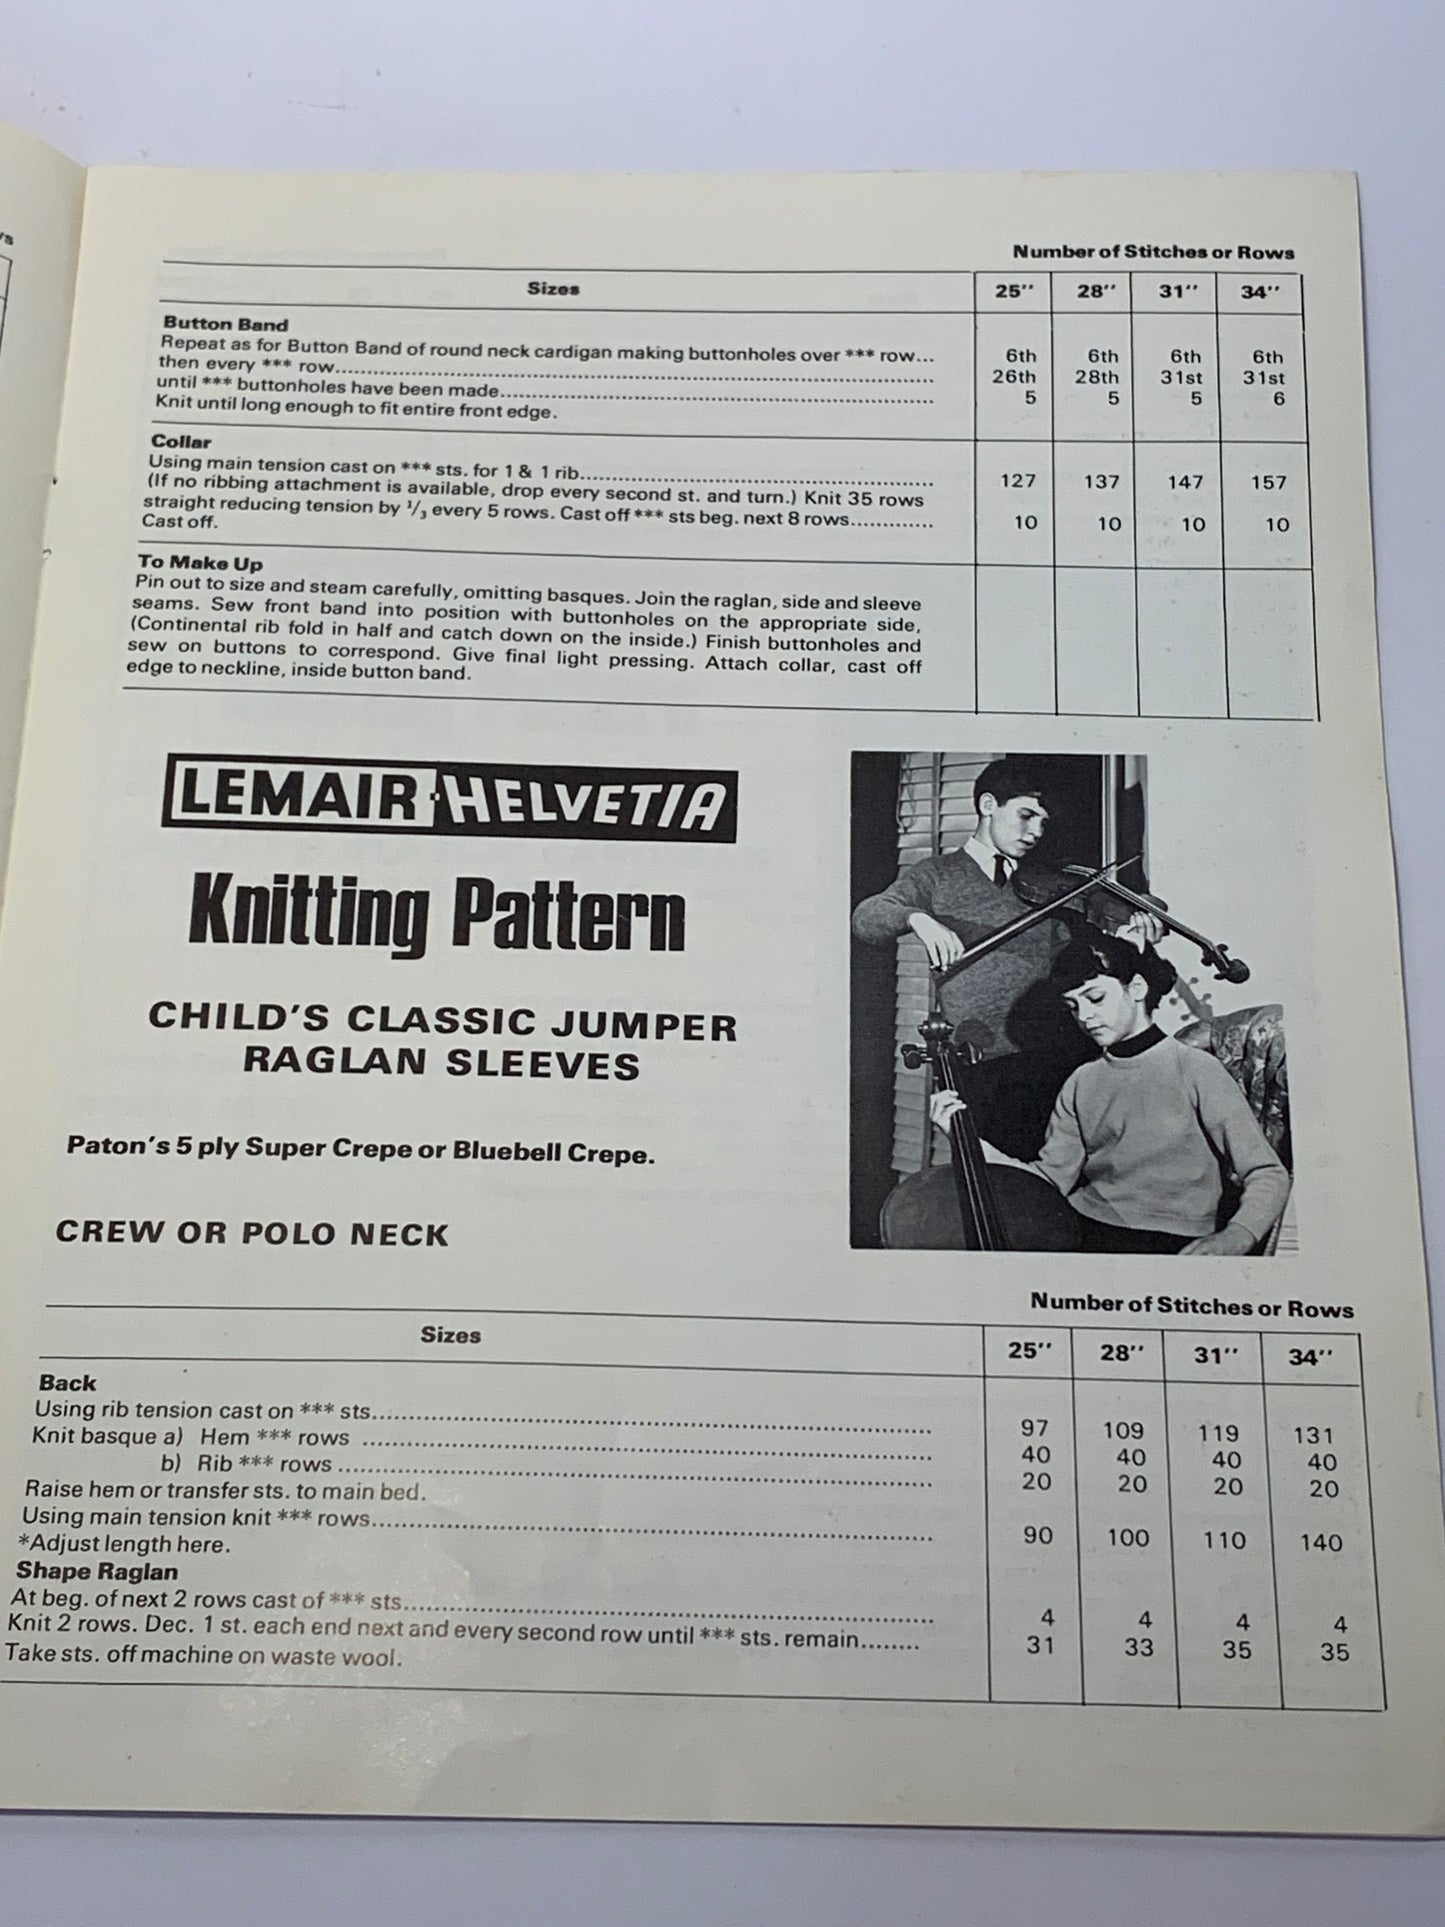 Number of Stitches or Rows
Sizes 25'' 28'' 31'' 34''
Button Band
Repeat as for Button Band of round neck cardigan making buttonholes over *** row... 6th 6th 6th 6th
then every *** row........ 26th 28th 31st 31st
until *** buttonholes have been made........ 5 5 5 6
Knit until long enough to fit entire front edge.
Collar
Using main tension cast on *** sts. for 1 & 1 rib........ 127 137 147 157
(If no ribbing attachment is available, drop every second st. and turn.) Knit 35 rows
straight reducing tension by 1/3 every 5 rows. Cast off *** sts beg. next 8 rows............. 10 10 10 10
Cast off.
To Make Up
Pin out to size and steam carefully, omitting basques. Join the raglan, side and sleeve
seams. Sew front band into position with buttonholes on the appropriate side,
(Continental rib fold in half and catch down on the inside.) Finish buttonholes and
sew on buttons to correspond. Give final light pressing. Attach collar, cast off
edge to neckline, inside button band.
LEMAIR·HELVETIA
Knitting Pattern
CHILD'S CLASSIC JUMPER
RAGLAN SLEEVES
Paton's 5 ply Super Crepe or Bluebell Crepe.
CREW OR POLO NECK
Number of Stitches or Rows
Sizes 25'' 28'' 31'' 34''
Back
Using rib tension cast on *** sts........ 97 109 119 131
Knit basque a) Hem *** rows ........ 40 40 40 40
b) Rib *** rows ........ 20 20 20 20
Raise hem or transfer sts. to main bed.
Using main tension knit *** rows........ 90 100 110 140
*Adjust length here.
Shape Raglan
At beg. of next 2 rows cast of *** sts........ 4 4 4 4
Knit 2 rows. Dec. 1 st. each end next and every second row until *** sts. remain........ 31 33 35 35
Take sts. off machine on waste wool.